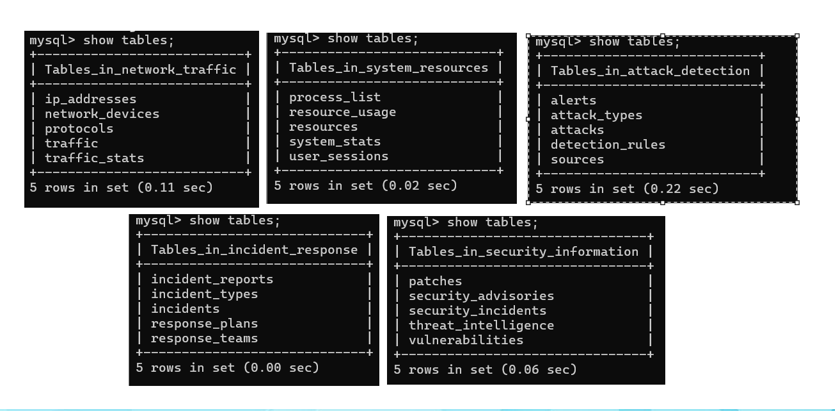 mysql> show tables;
+----------------------------+
| Tables_in_network_traffic |
+----------------------------+
| ip_addresses |
| network_devices |
| protocols |
| traffic |
| traffic_stats |
+----------------------------+
5 rows in set (0.11 sec)
mysql> show tables;
+----------------------------+
| Tables_in_system_resources |
+----------------------------+
| process_list |
| resource_usage |
| resources |
| system_stats |
| user_sessions |
+----------------------------+
5 rows in set (0.02 sec)
mysql> show tables;
+----------------------------+
| Tables_in_attack_detection |
+----------------------------+
| alerts |
| attack_types |
| attacks |
| detection_rules |
| sources |
+----------------------------+
5 rows in set (0.22 sec)
mysql> show tables;
+-----------------------------+
| Tables_in_incident_response |
+-----------------------------+
| incident_reports |
| incident_types |
| incidents |
| response_plans |
| response_teams |
+-----------------------------+
5 rows in set (0.00 sec)
mysql> show tables;
+--------------------------------+
| Tables_in_security_information |
+--------------------------------+
| patches |
| security_advisories |
| security_incidents |
| threat_intelligence |
| vulnerabilities |
+--------------------------------+
5 rows in set (0.06 sec)